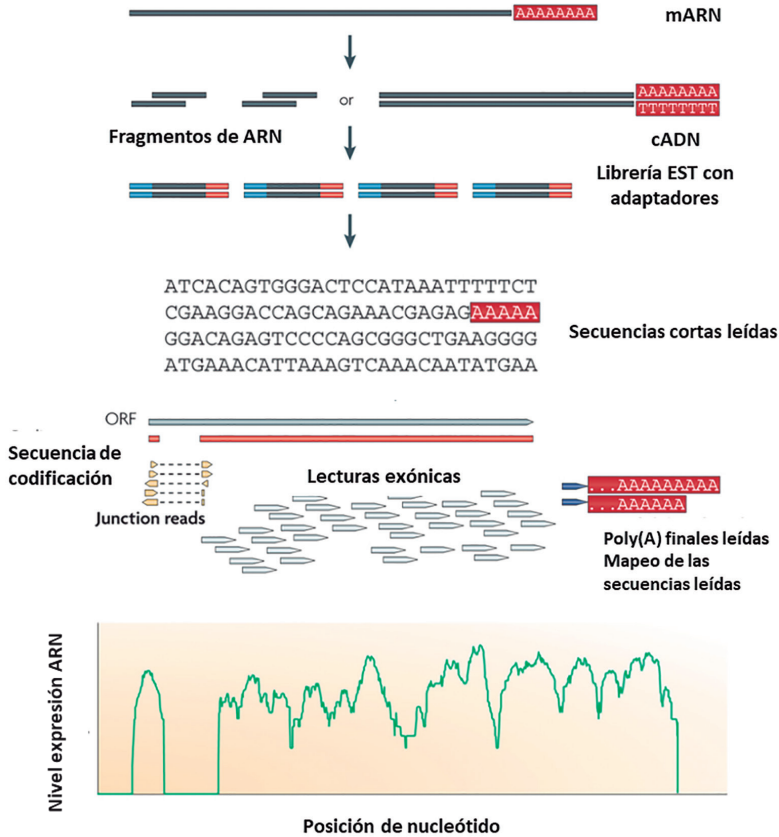 AAAAAAAA
mARN
or
AAAAAAAA
TTTTTTTT
Fragmentos de ARN
cADN
Librería EST con
adaptadores
ATCACAGTGGGACTCCATAAATTTTTCT
CGAAGGACCAGCAGAAACGAGAGAAAAA
GGACAGAGTCCCCAGCGGGCTGAAGGGG
ATGAAACATTAAAGTCAAACAATATGAA
Secuencias cortas leídas
ORF
Secuencia de
codificación
Lecturas exónicas
...AAAAAAAAA
...AAAAAA
Junction reads
Poly(A) finales leídas
Mapeo de las
secuencias leídas
Nivel expresión ARN
Posición de nucleótido